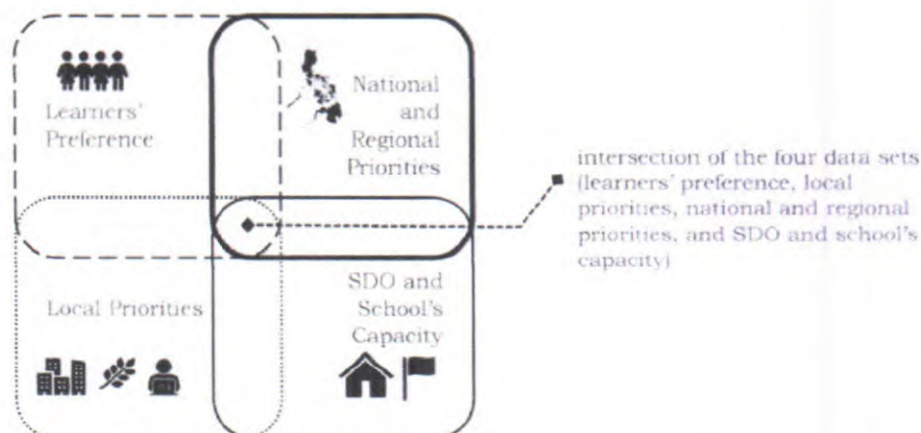 Learners'
Preference
National
and
Regional
Priorities
intersection of the four data sets
(learners' preference, local
priorities, national and regional
priorities, and SDO and school's
capacity)
Local Priorities
SDO and
School's
Capacity